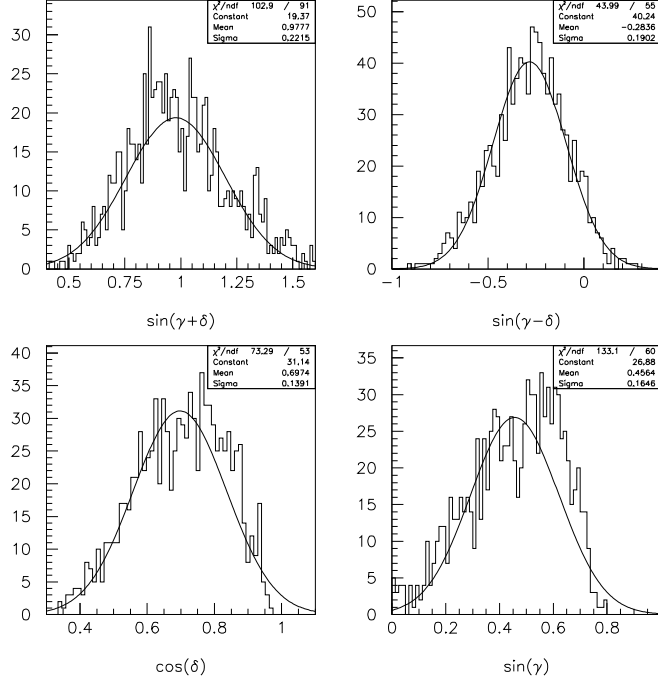 χ²/ndf 102.9 / 91
Constant 19.37
Mean 0.9777
Sigma 0.2215
30
25
20
15
10
5
0
0.5 0.75 1 1.25 1.5
sin(γ+δ)
χ²/ndf 43.99 / 55
Constant 40.24
Mean -0.2836
Sigma 0.1902
50
40
30
20
10
0
-1 -0.5 0
sin(γ−δ)
χ²/ndf 73.29 / 53
Constant 31.14
Mean 0.6974
Sigma 0.1391
40
35
30
25
20
15
10
5
0
0.4 0.6 0.8 1
cos(δ)
χ²/ndf 133.1 / 60
Constant 26.88
Mean 0.4564
Sigma 0.1646
35
30
25
20
15
10
5
0
0 0.2 0.4 0.6 0.8
sin(γ)